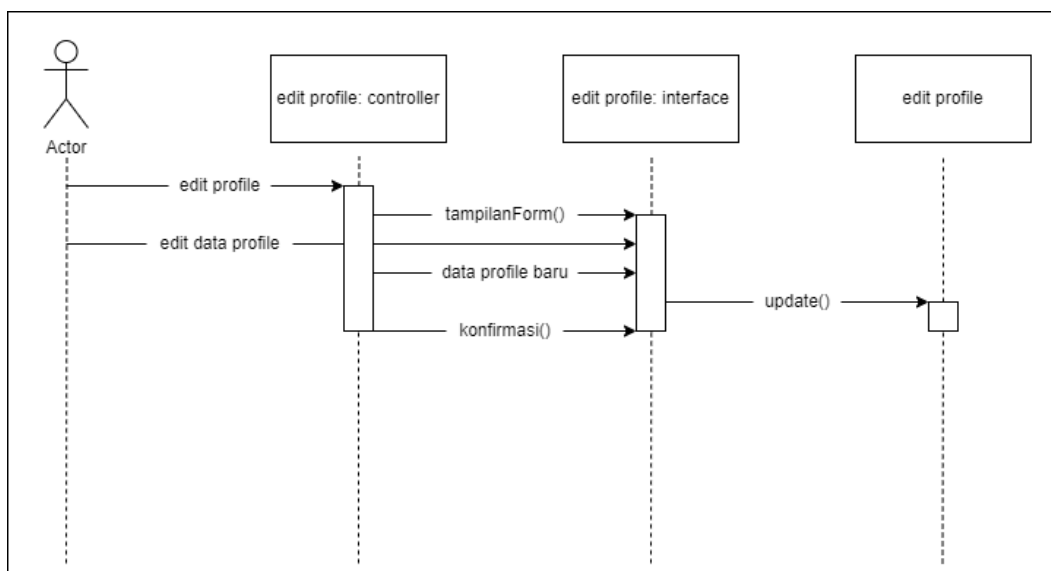 edit profile: controller
edit profile: interface
edit profile
Actor
edit profile
tampilanForm()
edit data profile
data profile baru
update()
konfirmasi()